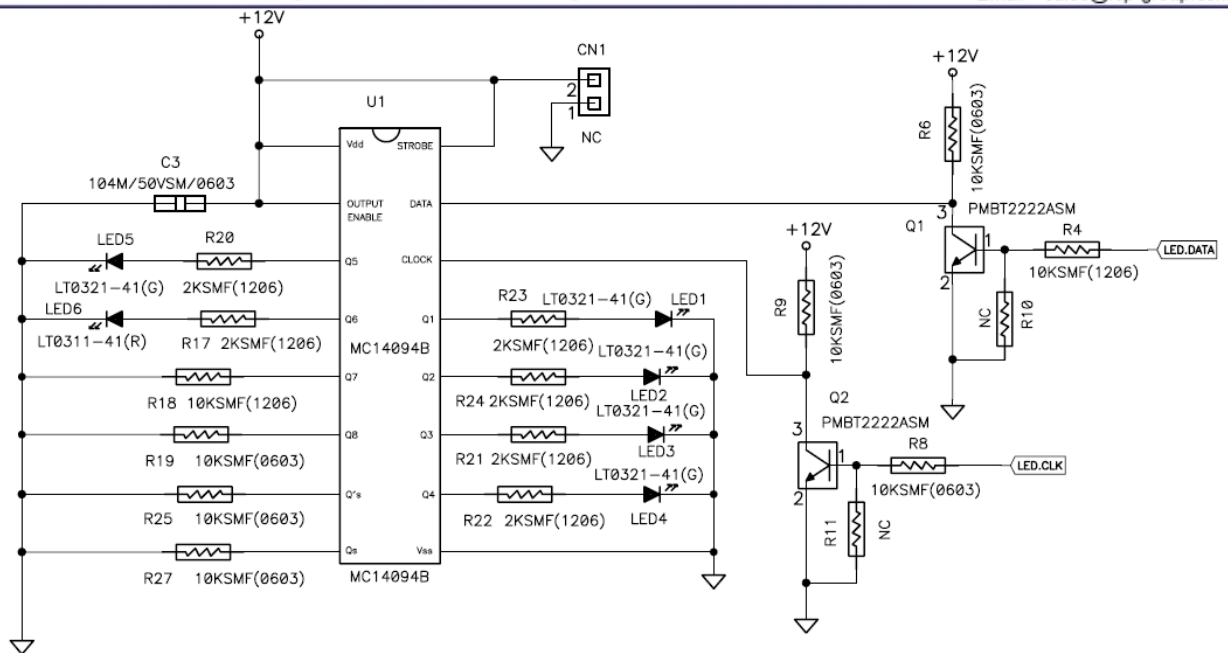 +12V
CN1
2
1
NC
U1
Vdd
STROBE
C3
104M/50VSM/0603
OUTPUT
ENABLE
DATA
LED5
R20
Q5
CLOCK
LT0321-41(G)
2KSMF(1206)
LED6
Q6
LT0311-41(R)
R17 2KSMF(1206)
MC14094B
Q7
R18 10KSMF(1206)
Q8
R19 10KSMF(0603)
Q's
R25 10KSMF(0603)
Qs
R27 10KSMF(0603)
R23
LT0321-41(G)
LED1
Q1
2KSMF(1206)
LT0321-41(G)
Q2
LED2
R24 2KSMF(1206)
LT0321-41(G)
Q3
LED3
R21 2KSMF(1206)
LT0321-41(G)
Q4
R22 2KSMF(1206)
LED4
Vss
MC14094B
+12V
R9
10KSMF(0603)
Q2
PMBT2222ASM
3
1
2
R8
10KSMF(0603)
LED.CLK
R11
NC
+12V
R6
10KSMF(0603)
3
PMBT2222ASM
Q1
1
2
R4
10KSMF(1206)
LED.DATA
NC
R10